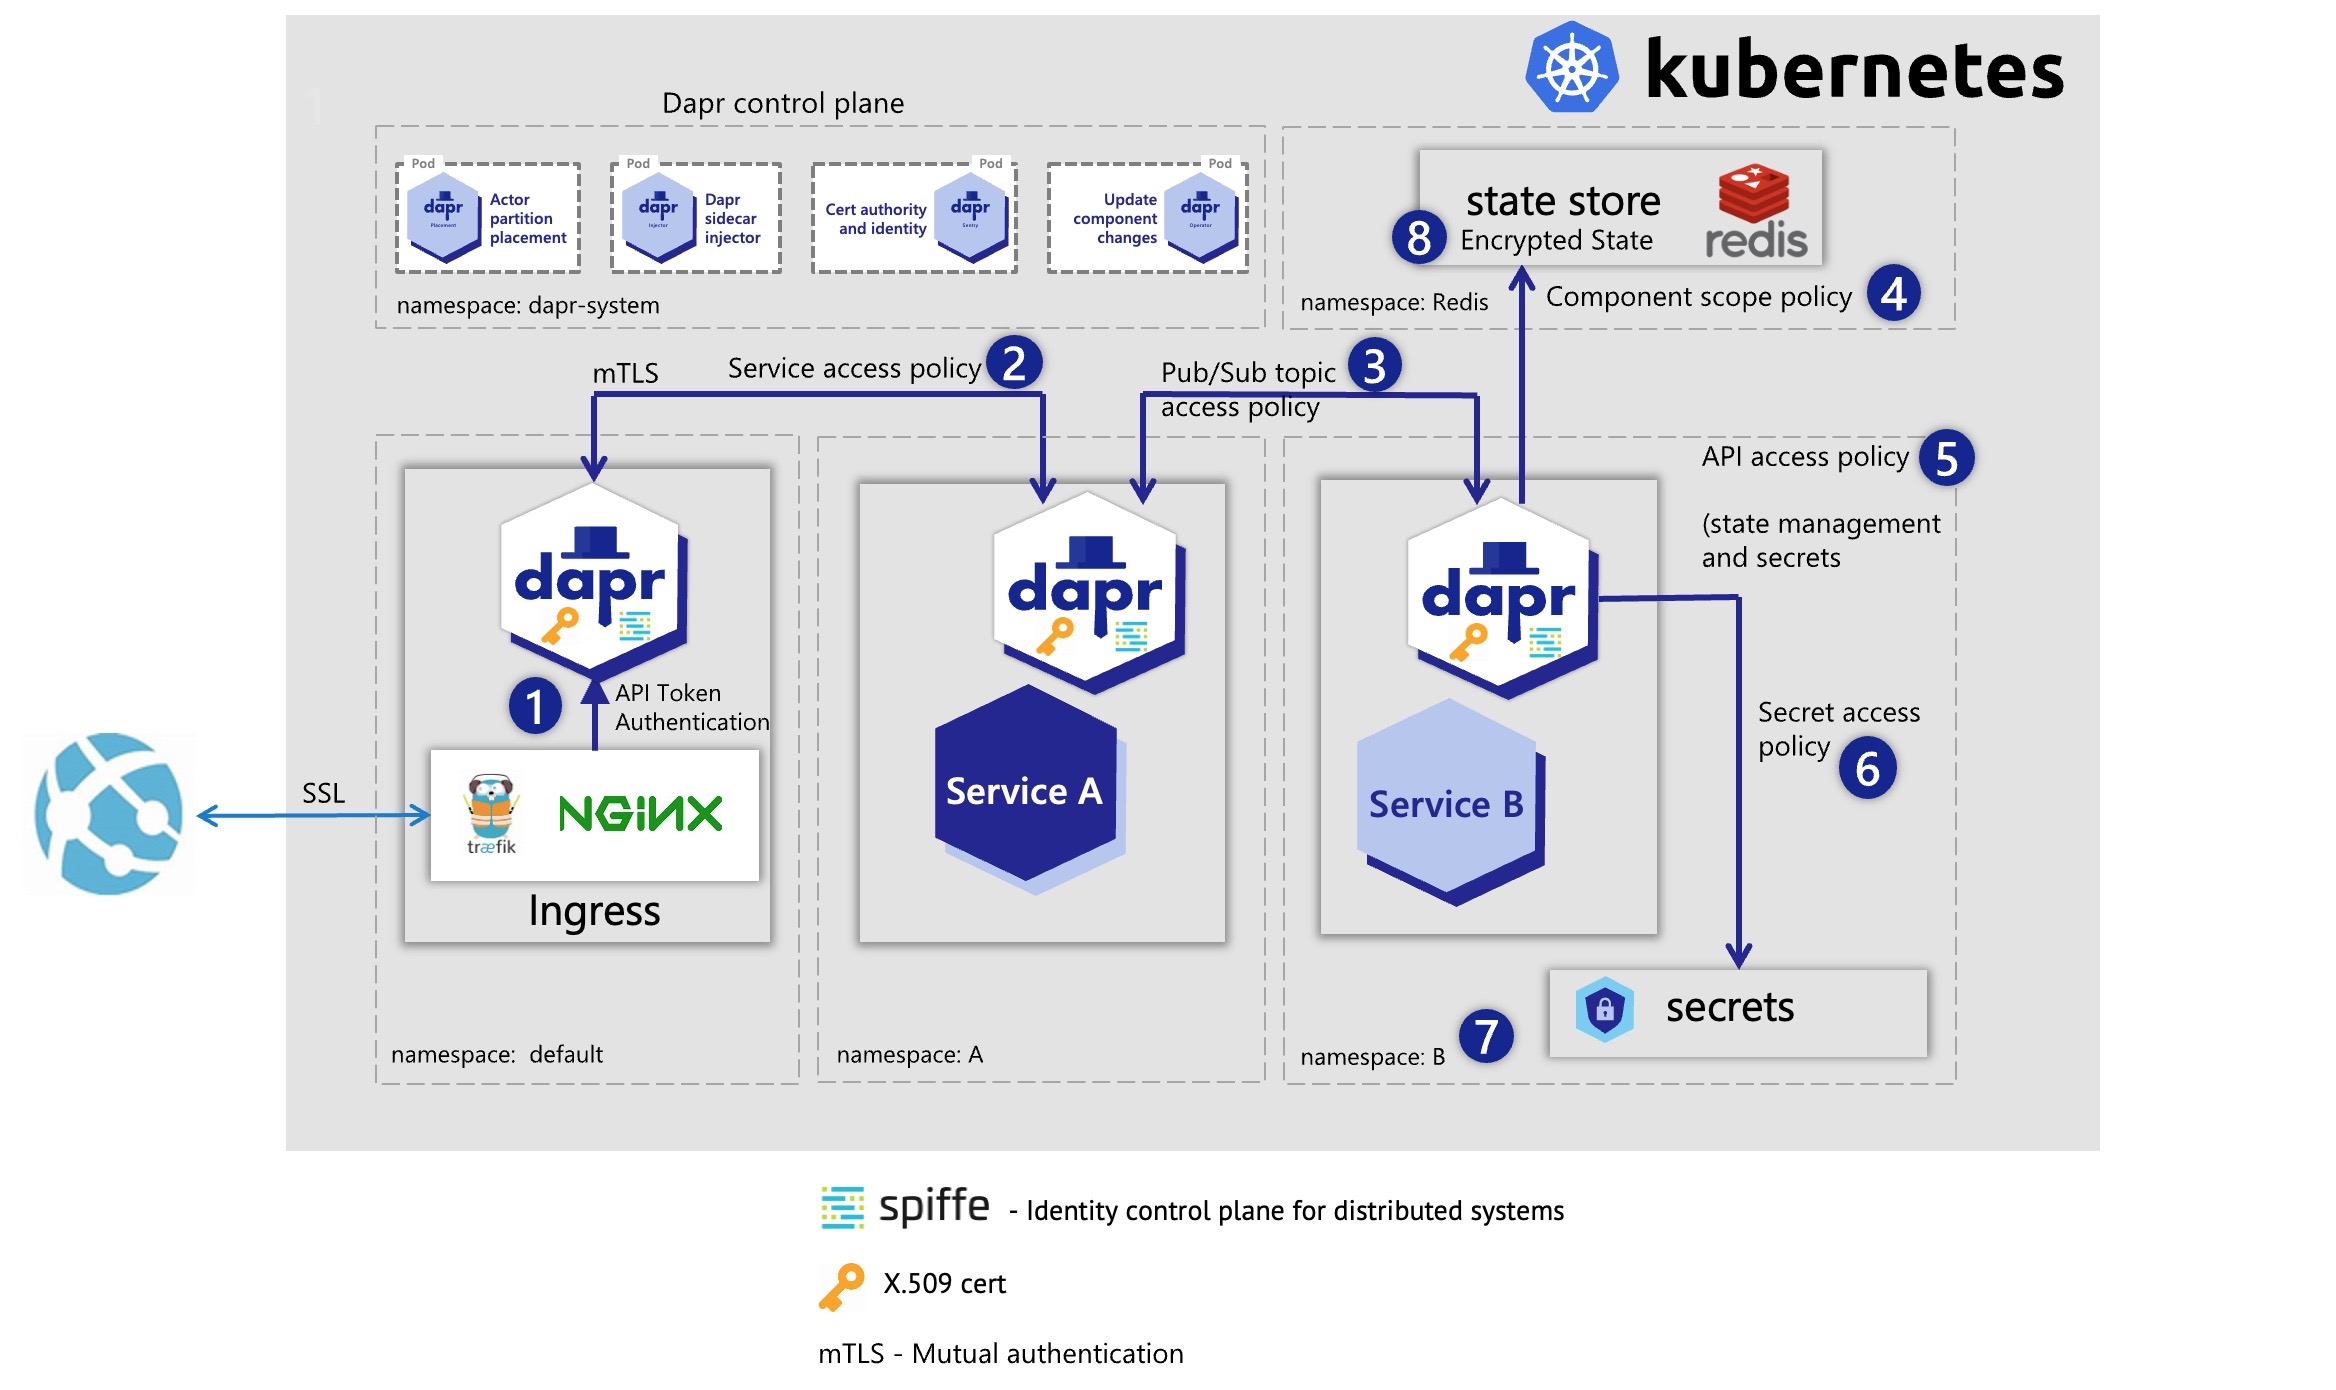 kubernetes
1
Dapr control plane
Pod
dapr
Placement
Actor
partition
placement
Pod
dapr
Injector
Dapr
sidecar
injector
Pod
Cert authority
and identity
dapr
Sentry
Pod
Update
component
changes
dapr
Operator
namespace: dapr-system
state store
8
Encrypted State
redis
namespace: Redis
Component scope policy
4
mTLS
Service access policy
2
Pub/Sub topic
3
access policy
dapr
1
API Token
Authentication
SSL
træfik
NGINX
Ingress
namespace:  default
dapr
Service A
namespace: A
API access policy
5
(state management
and secrets
dapr
Service B
Secret access
policy
6
secrets
namespace: B
7
spiffe - Identity control plane for distributed systems
X.509 cert
mTLS - Mutual authentication